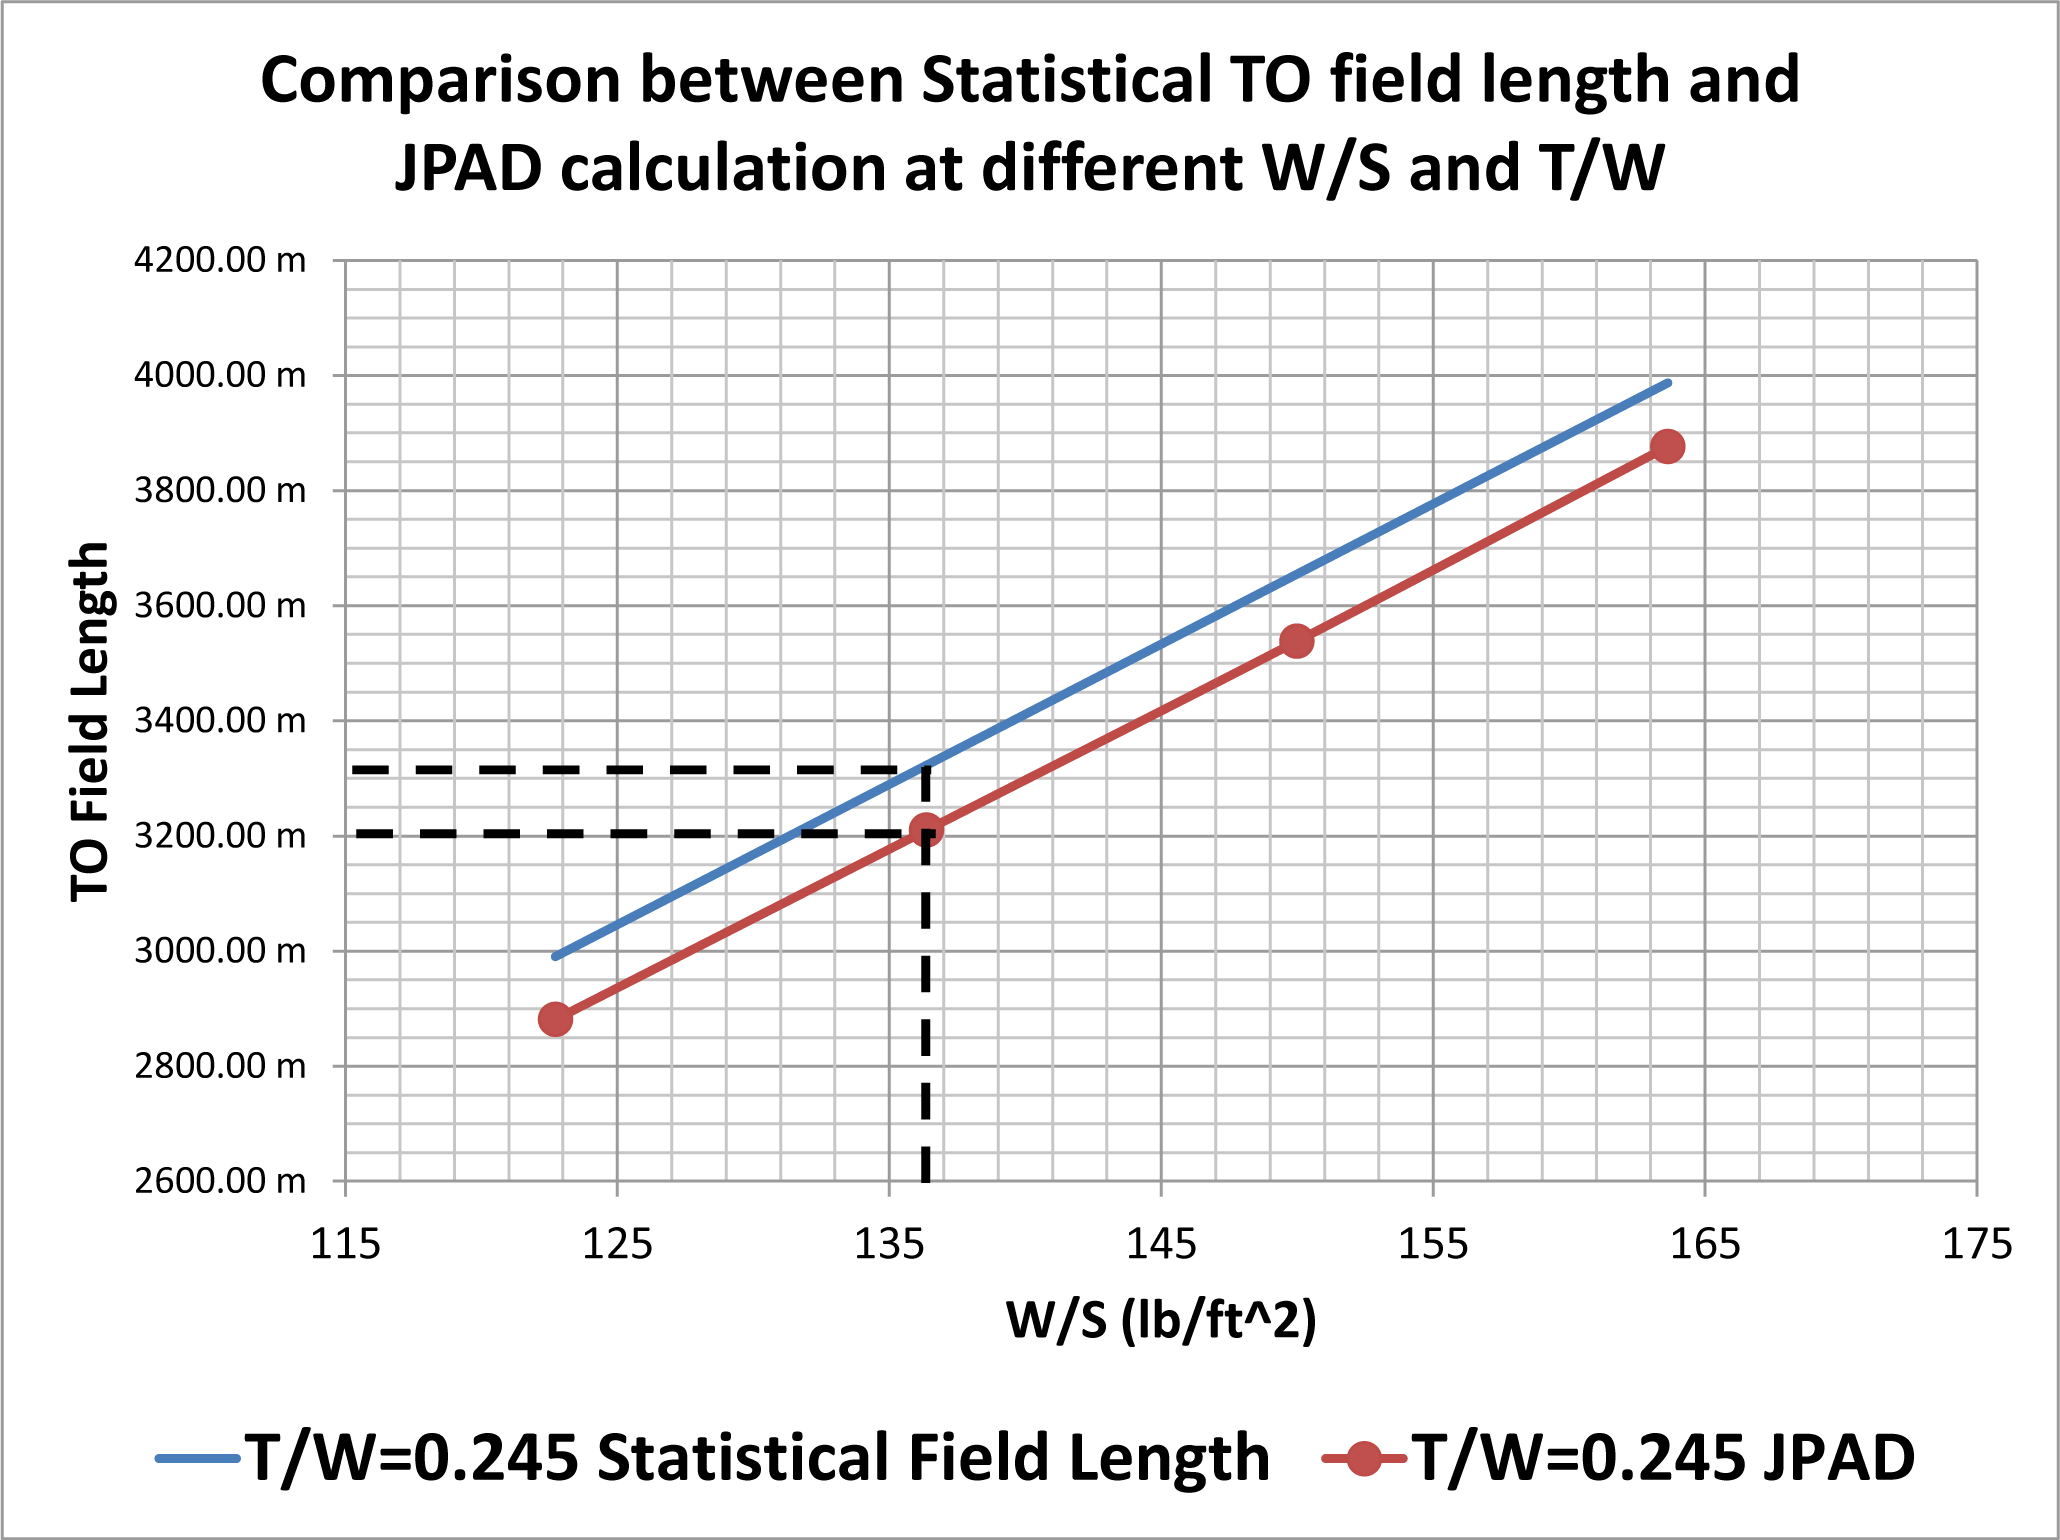 Comparison between Statistical TO field length and
JPAD calculation at different W/S and T/W
TO Field Length
4200.00 m
4000.00 m
3800.00 m
3600.00 m
3400.00 m
3200.00 m
3000.00 m
2800.00 m
2600.00 m
115 125 135 145 155 165 175
W/S (lb/ft^2)
T/W=0.245 Statistical Field Length T/W=0.245 JPAD